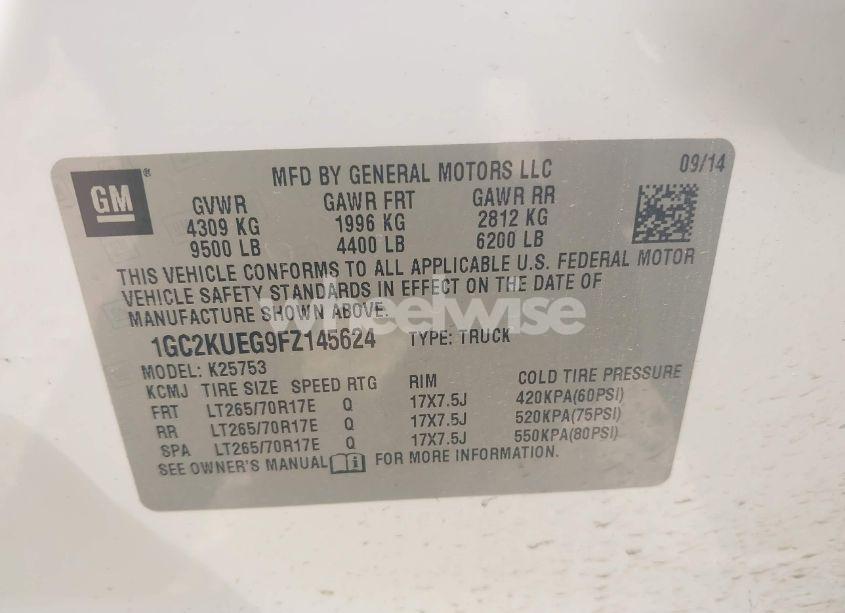 GM®
MFD BY GENERAL MOTORS LLC
09/14
GVWR GAWR FRT GAWR RR
4309 KG 1996 KG 2812 KG
9500 LB 4400 LB 6200 LB
THIS VEHICLE CONFORMS TO ALL APPLICABLE U.S. FEDERAL MOTOR
VEHICLE SAFETY STANDARDS IN EFFECT ON THE DATE OF
MANUFACTURE SHOWN ABOVE.
wheelwise
1GC2KUEG9FZ145624 TYPE: TRUCK
MODEL: K25753
KCMJ TIRE SIZE SPEED RTG RIM COLD TIRE PRESSURE
FRT LT265/70R17E Q 17X7.5J 420KPA(60PSI)
RR LT265/70R17E Q 17X7.5J 520KPA(75PSI)
SPA LT265/70R17E Q 17X7.5J 550KPA(80PSI)
SEE OWNER'S MANUAL i FOR MORE INFORMATION.